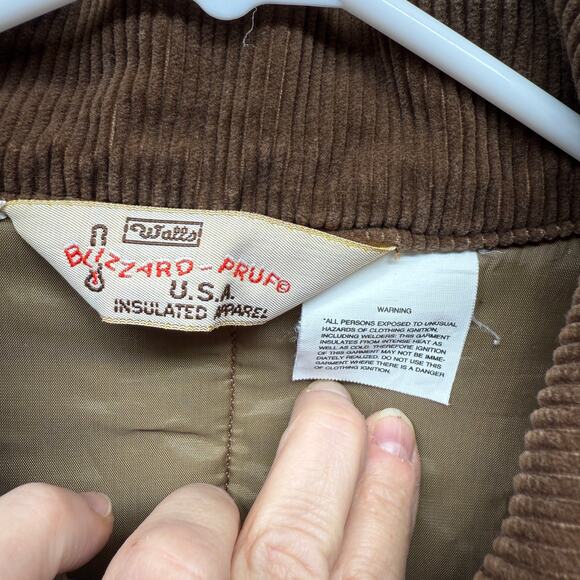 Walls
BLIZZARD-PRUF©
U.S.A.
INSULATED APPAREL
WARNING
"ALL PERSONS EXPOSED TO UNUSUAL
HAZARDS OF CLOTHING IGNITION,
INCLUDING WELDERS: THIS GARMENT
INSULATES FROM INTENSE HEAT AS
WELL AS COLD. THEREFORE IGNITION
OF THIS GARMENT MAY NOT BE IMME-
DIATELY REALIZED. DO NOT USE THIS
GARMENT WHERE THERE IS A DANGER
OF CLOTHING IGNITION.